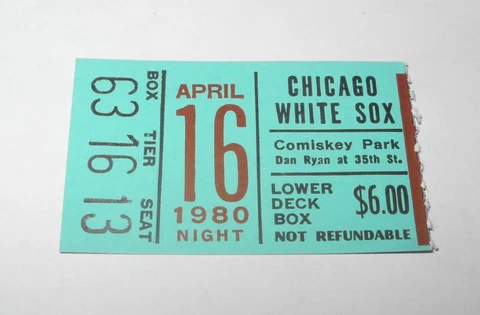 BOX TIER SEAT
63 16 13
APRIL
16
1980
NIGHT
CHICAGO
WHITE SOX
Comiskey Park
Dan Ryan at 35th St.
LOWER
DECK
BOX
$6.00
NOT REFUNDABLE